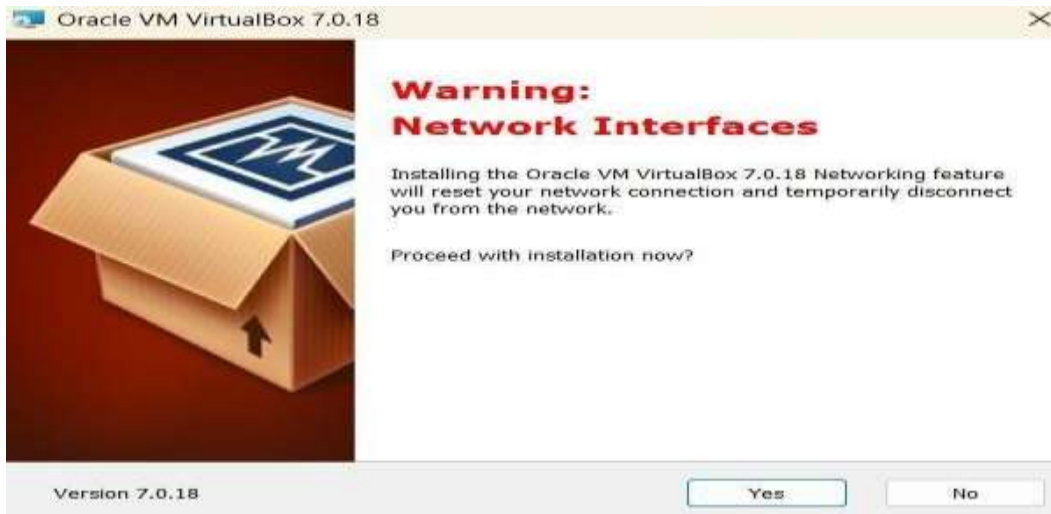 Oracle VM VirtualBox 7.0.18
Warning:
Network Interfaces
Installing the Oracle VM VirtualBox 7.0.18 Networking feature
will reset your network connection and temporarily disconnect
you from the network.
Proceed with installation now?
Version 7.0.18
Yes
No